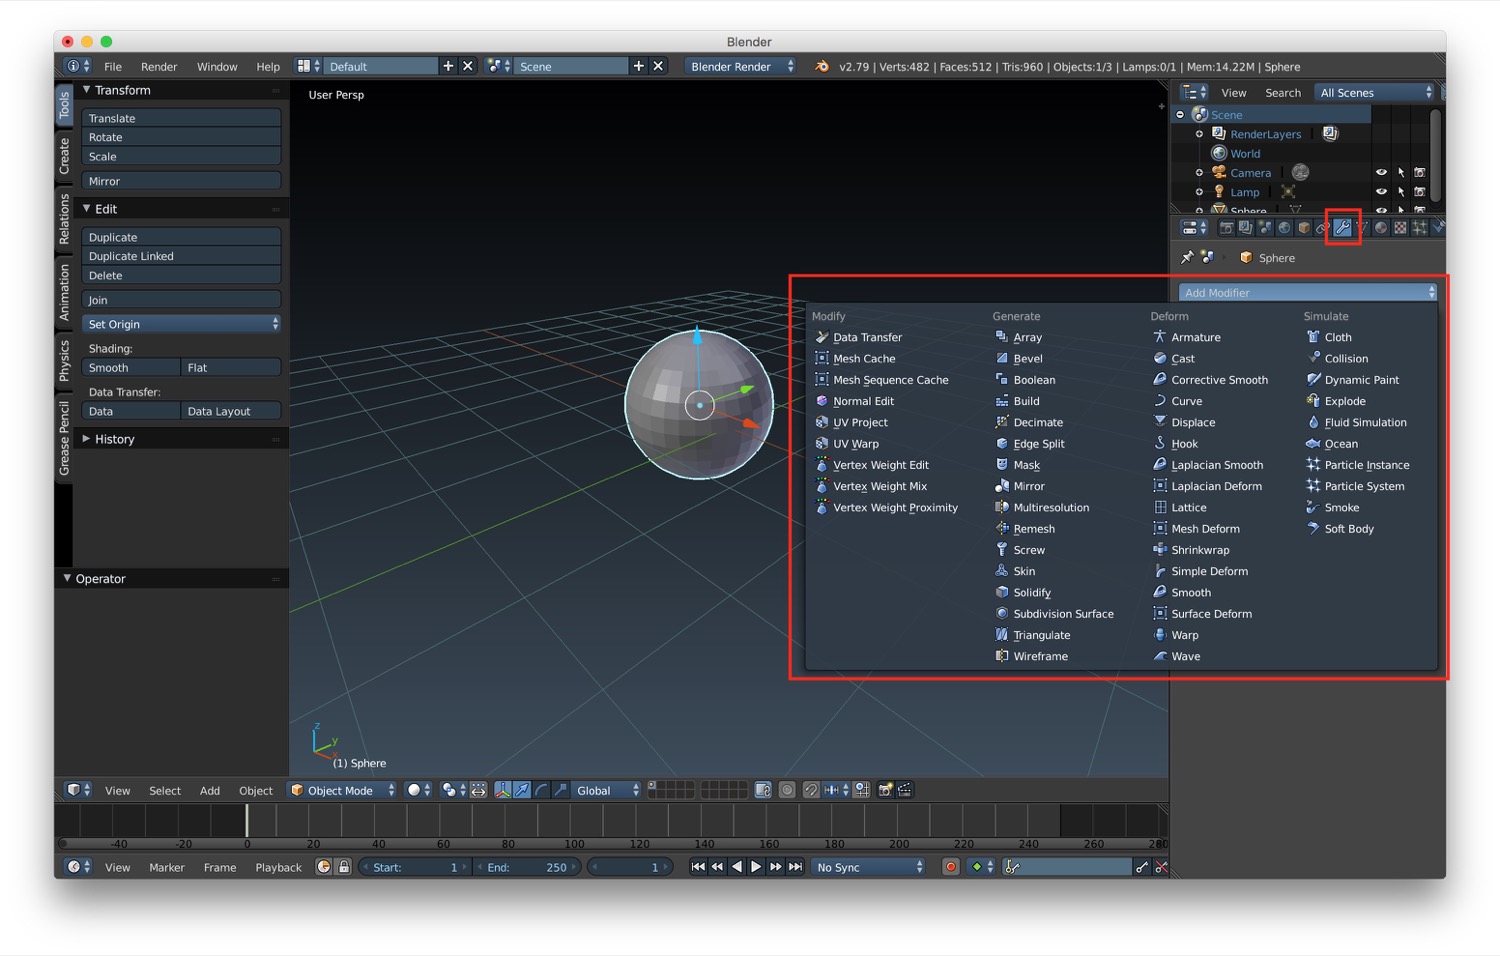 Blender
File Render Window Help Default Scene Blender Render v2.79 | Verts:482 | Faces:512 | Tris:960 | Objects:1/3 | Lamps:0/1 | Mem:14.22M | Sphere
Tools
Create
Relations
Animation
Physics
Grease Pencil
Transform
Translate
Rotate
Scale
Mirror
Edit
Duplicate
Duplicate Linked
Delete
Join
Set Origin
Shading:
Smooth Flat
Data Transfer:
Data Data Layout
History
Operator
User Persp
z
y
x
(1) Sphere
View Search All Scenes
Scene
RenderLayers
World
Camera
Lamp
Sphere
Sphere
Add Modifier
Modify
Data Transfer
Mesh Cache
Mesh Sequence Cache
Normal Edit
UV Project
UV Warp
Vertex Weight Edit
Vertex Weight Mix
Vertex Weight Proximity
Generate
Array
Bevel
Boolean
Build
Decimate
Edge Split
Mask
Mirror
Multiresolution
Remesh
Screw
Skin
Solidify
Subdivision Surface
Triangulate
Wireframe
Deform
Armature
Cast
Corrective Smooth
Curve
Displace
Hook
Laplacian Smooth
Laplacian Deform
Lattice
Mesh Deform
Shrinkwrap
Simple Deform
Smooth
Surface Deform
Warp
Wave
Simulate
Cloth
Collision
Dynamic Paint
Explode
Fluid Simulation
Ocean
Particle Instance
Particle System
Smoke
Soft Body
View Select Add Object Object Mode Global
-40 -20 0 20 40 60 80 100 120 140 160 180 200 220 240 260
View Marker Frame Playback Start: 1 End: 250 1 No Sync